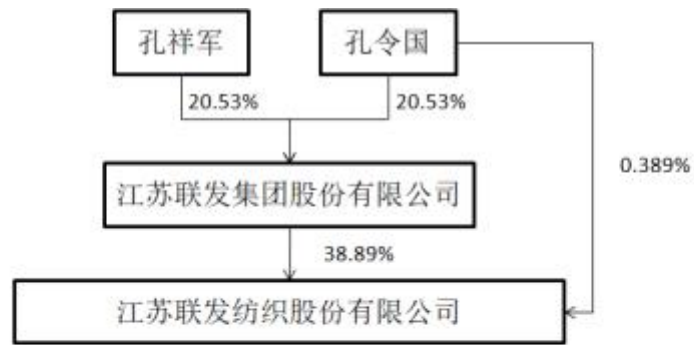 孔祥军
孔令国
20.53%
20.53%
0.389%
江苏联发集团股份有限公司
38.89%
江苏联发纺织股份有限公司